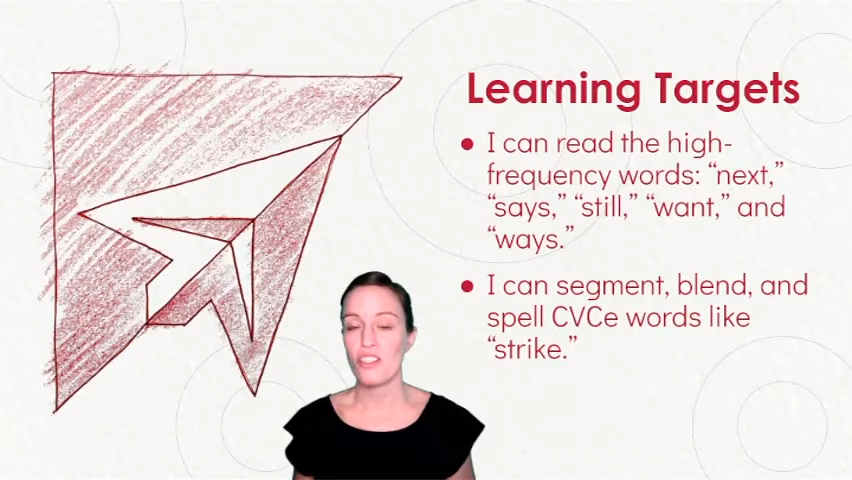 Learning Targets
● I can read the high-
frequency words: “next,”
“says,” “still,” “want,” and
“ways.”
● I can segment, blend, and
spell CVCe words like
“strike.”